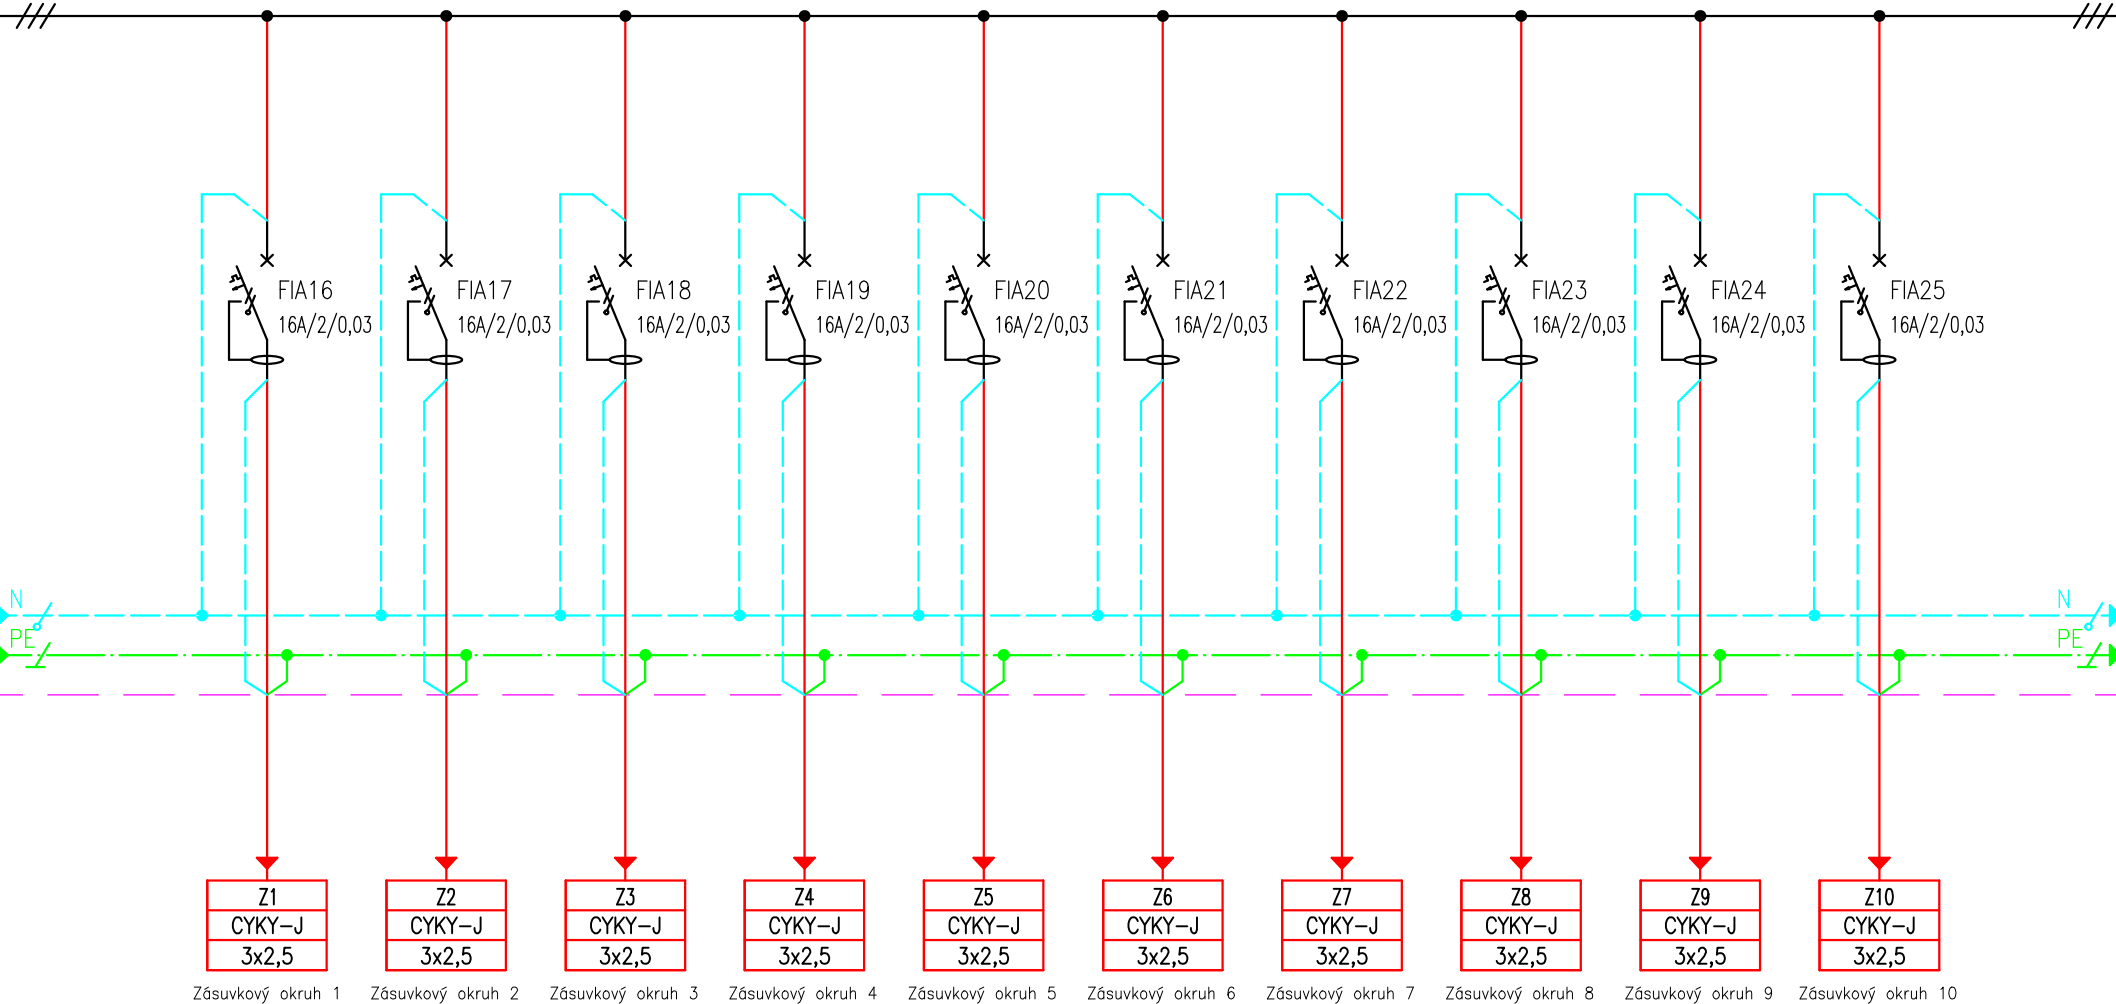 FIA16 FIA17 FIA18 FIA19 FIA20 FIA21 FIA22 FIA23 FIA24 FIA25
16A/2/0,03 16A/2/0,03 16A/2/0,03 16A/2/0,03 16A/2/0,03 16A/2/0,03 16A/2/0,03 16A/2/0,03 16A/2/0,03 16A/2/0,03
N N
PE PE
Z1 Z2 Z3 Z4 Z5 Z6 Z7 Z8 Z9 Z10
CYKY-J CYKY-J CYKY-J CYKY-J CYKY-J CYKY-J CYKY-J CYKY-J CYKY-J CYKY-J
3x2,5 3x2,5 3x2,5 3x2,5 3x2,5 3x2,5 3x2,5 3x2,5 3x2,5 3x2,5
Zásuvkový okruh 1 Zásuvkový okruh 2 Zásuvkový okruh 3 Zásuvkový okruh 4 Zásuvkový okruh 5 Zásuvkový okruh 6 Zásuvkový okruh 7 Zásuvkový okruh 8 Zásuvkový okruh 9 Zásuvkový okruh 10